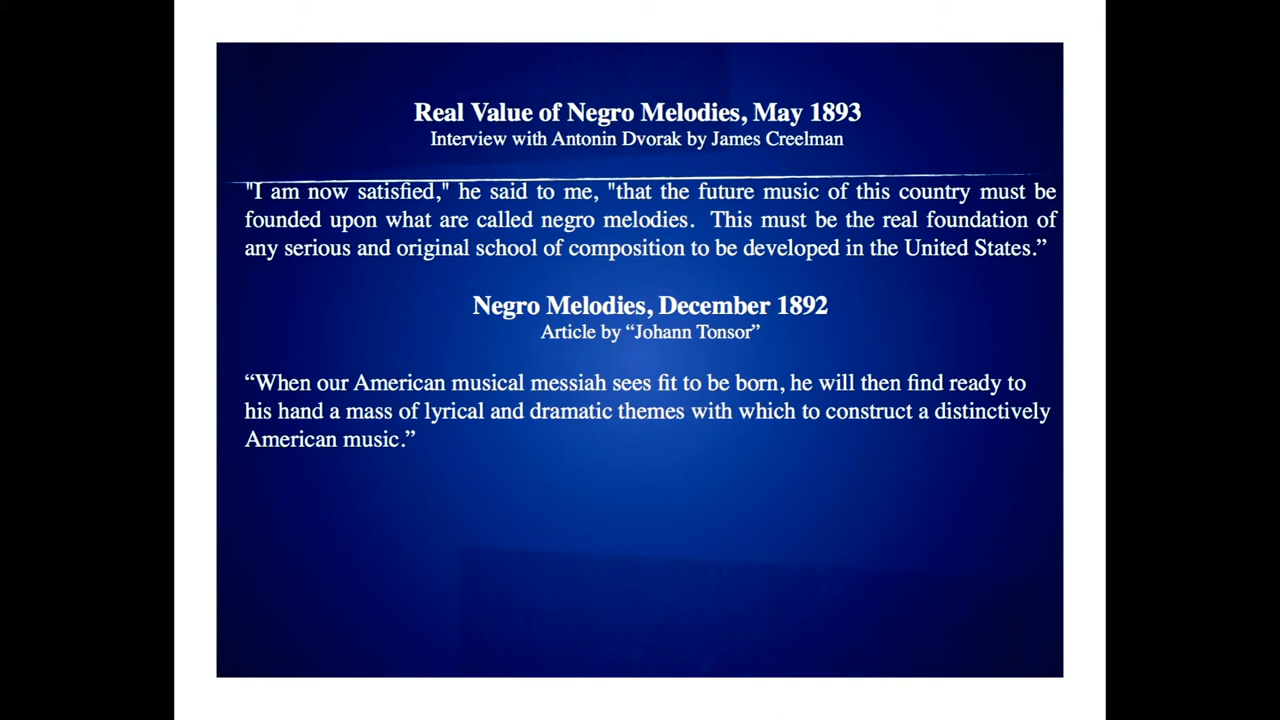 Real Value of Negro Melodies, May 1893
Interview with Antonin Dvorak by James Creelman
"I am now satisfied," he said to me, "that the future music of this country must be
founded upon what are called negro melodies.  This must be the real foundation of
any serious and original school of composition to be developed in the United States.”
Negro Melodies, December 1892
Article by “Johann Tonsor”
“When our American musical messiah sees fit to be born, he will then find ready to
his hand a mass of lyrical and dramatic themes with which to construct a distinctively
American music.”